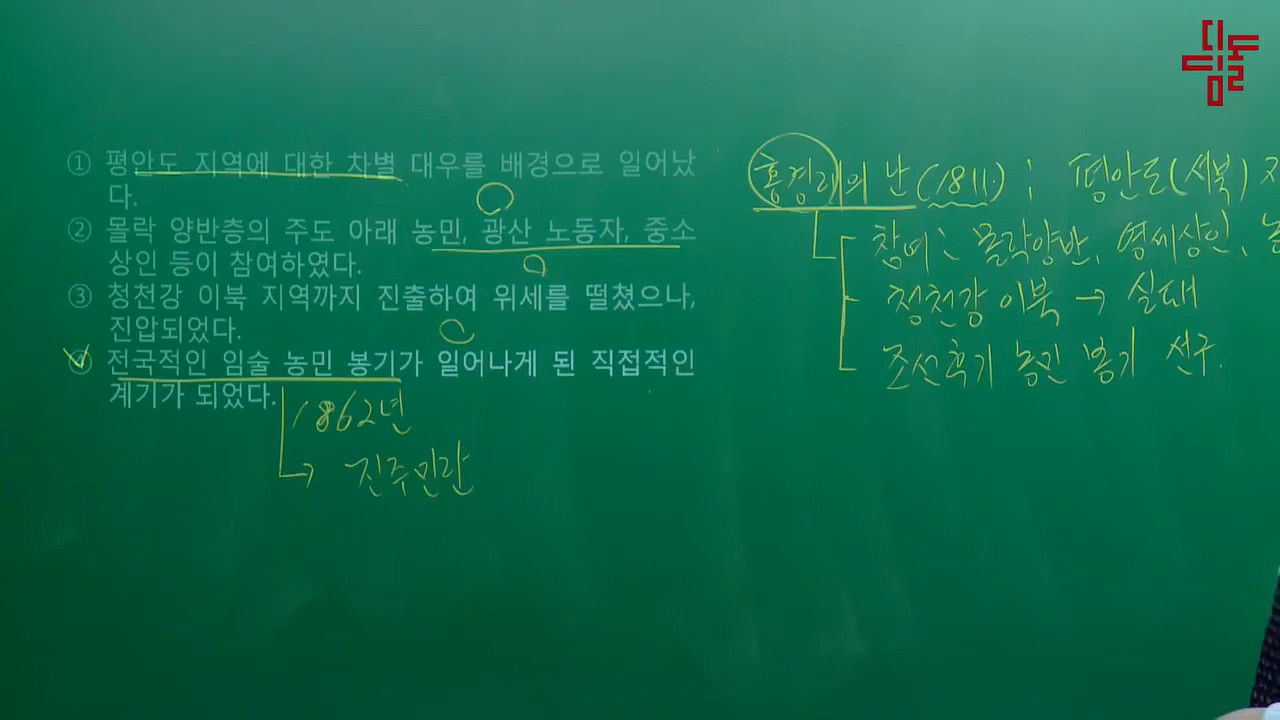 다물
① 평안도 지역에 대한 차별 대우를 배경으로 일어났
다.
② 몰락 양반층의 주도 아래 농민, 광산 노동자, 중소
상인 등이 참여하였다.
③ 청천강 이북 지역까지 진출하여 위세를 떨쳤으나,
진압되었다.
④ 전국적인 임술 농민 봉기가 일어나게 된 직접적인
계기가 되었다.
1862년
→ 진주민란
홍경래의 난 (1811) : 평안도(서북)
참여 : 몰락양반, 영세상인,
청천강 이북 → 실패
조선후기 농민 봉기 선구.